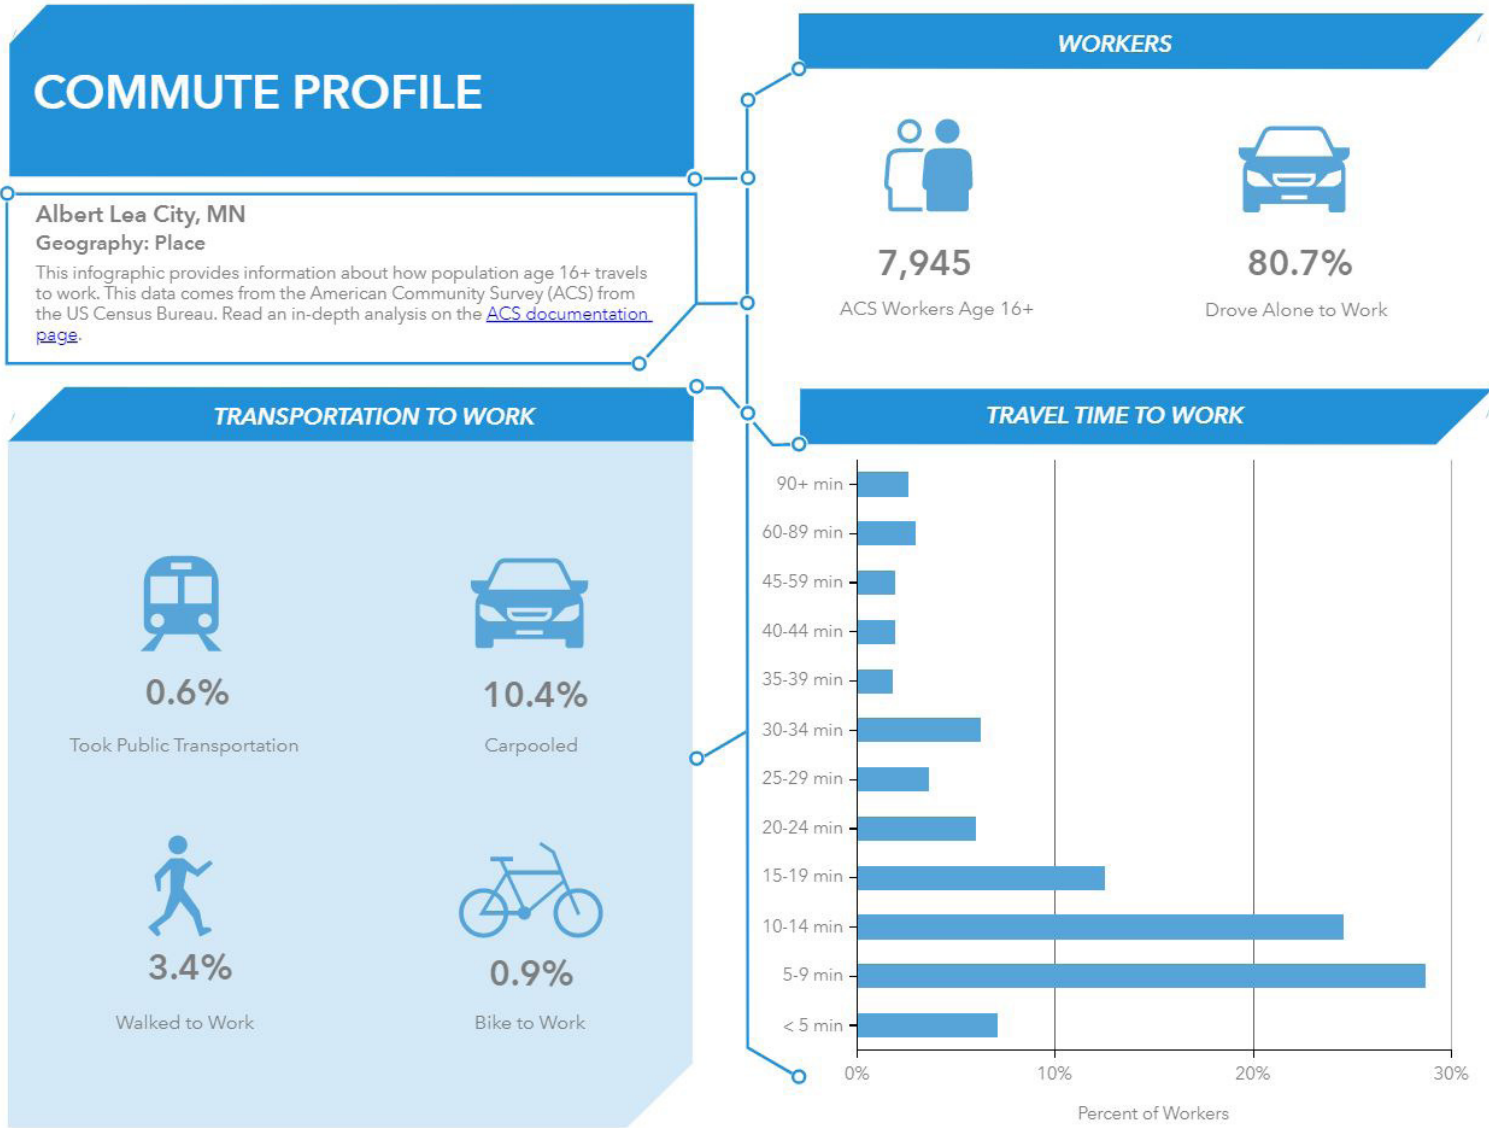 COMMUTE PROFILE
Albert Lea City, MN
Geography: Place
This infographic provides information about how population age 16+ travels
to work. This data comes from the American Community Survey (ACS) from
the US Census Bureau. Read an in-depth analysis on the ACS documentation
page.
WORKERS
7,945
ACS Workers Age 16+
80.7%
Drove Alone to Work
TRANSPORTATION TO WORK
0.6%
Took Public Transportation
10.4%
Carpooled
3.4%
Walked to Work
0.9%
Bike to Work
TRAVEL TIME TO WORK
90+ min
60-89 min
45-59 min
40-44 min
35-39 min
30-34 min
25-29 min
20-24 min
15-19 min
10-14 min
5-9 min
< 5 min
0% 10% 20% 30%
Percent of Workers